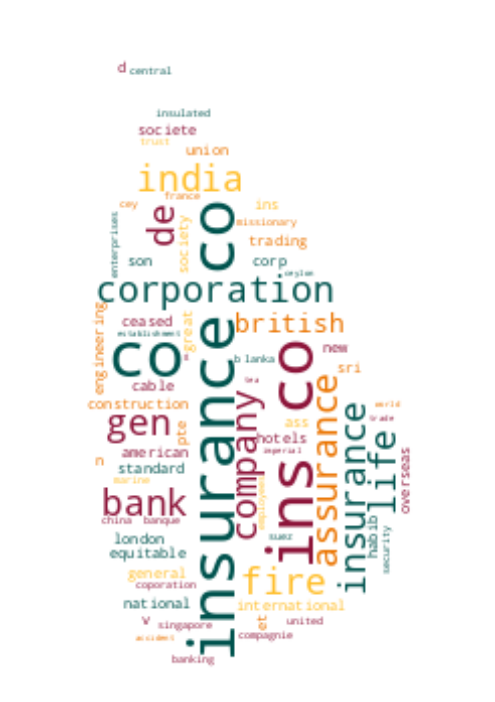 d central
insulated
societe
trust
union
india
france
cey
de
co
ins
missionary
enterprises
society
trading
son
corp
ceylon
corporation
engineering
ceased
great
british
establishment
co
insurance
s
b lanka
ins co
new
sri
cable
tea
company
assurance
construction
gen
pte
ass
insurance
life
world
trade
hotels
american
imperial
overseas
n
standard
marine
employees
bank
china
banque
habib
security
london
suez
equitable
general
fire
coporation
national
international
w
singapore
et
united
accident
compagnie
banking